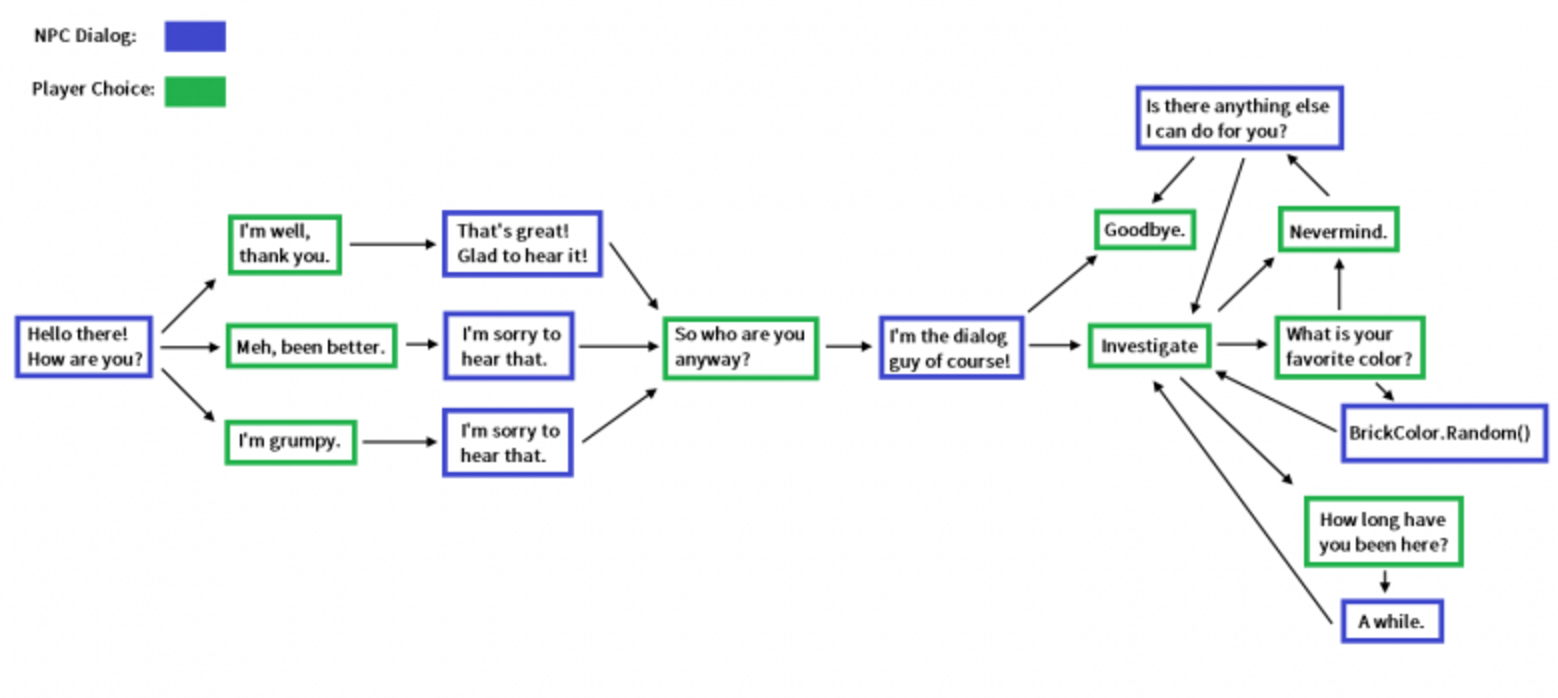 NPC Dialog:
Player Choice:
Is there anything else
I can do for you?
I'm well,
thank you.
That's great!
Glad to hear it!
Goodbye.
Nevermind.
Hello there!
How are you?
Meh, been better.
I'm sorry to
hear that.
So who are you
anyway?
I'm the dialog
guy of course!
Investigate
What is your
favorite color?
I'm grumpy.
I'm sorry to
hear that.
BrickColor.Random()
How long have
you been here?
A while.